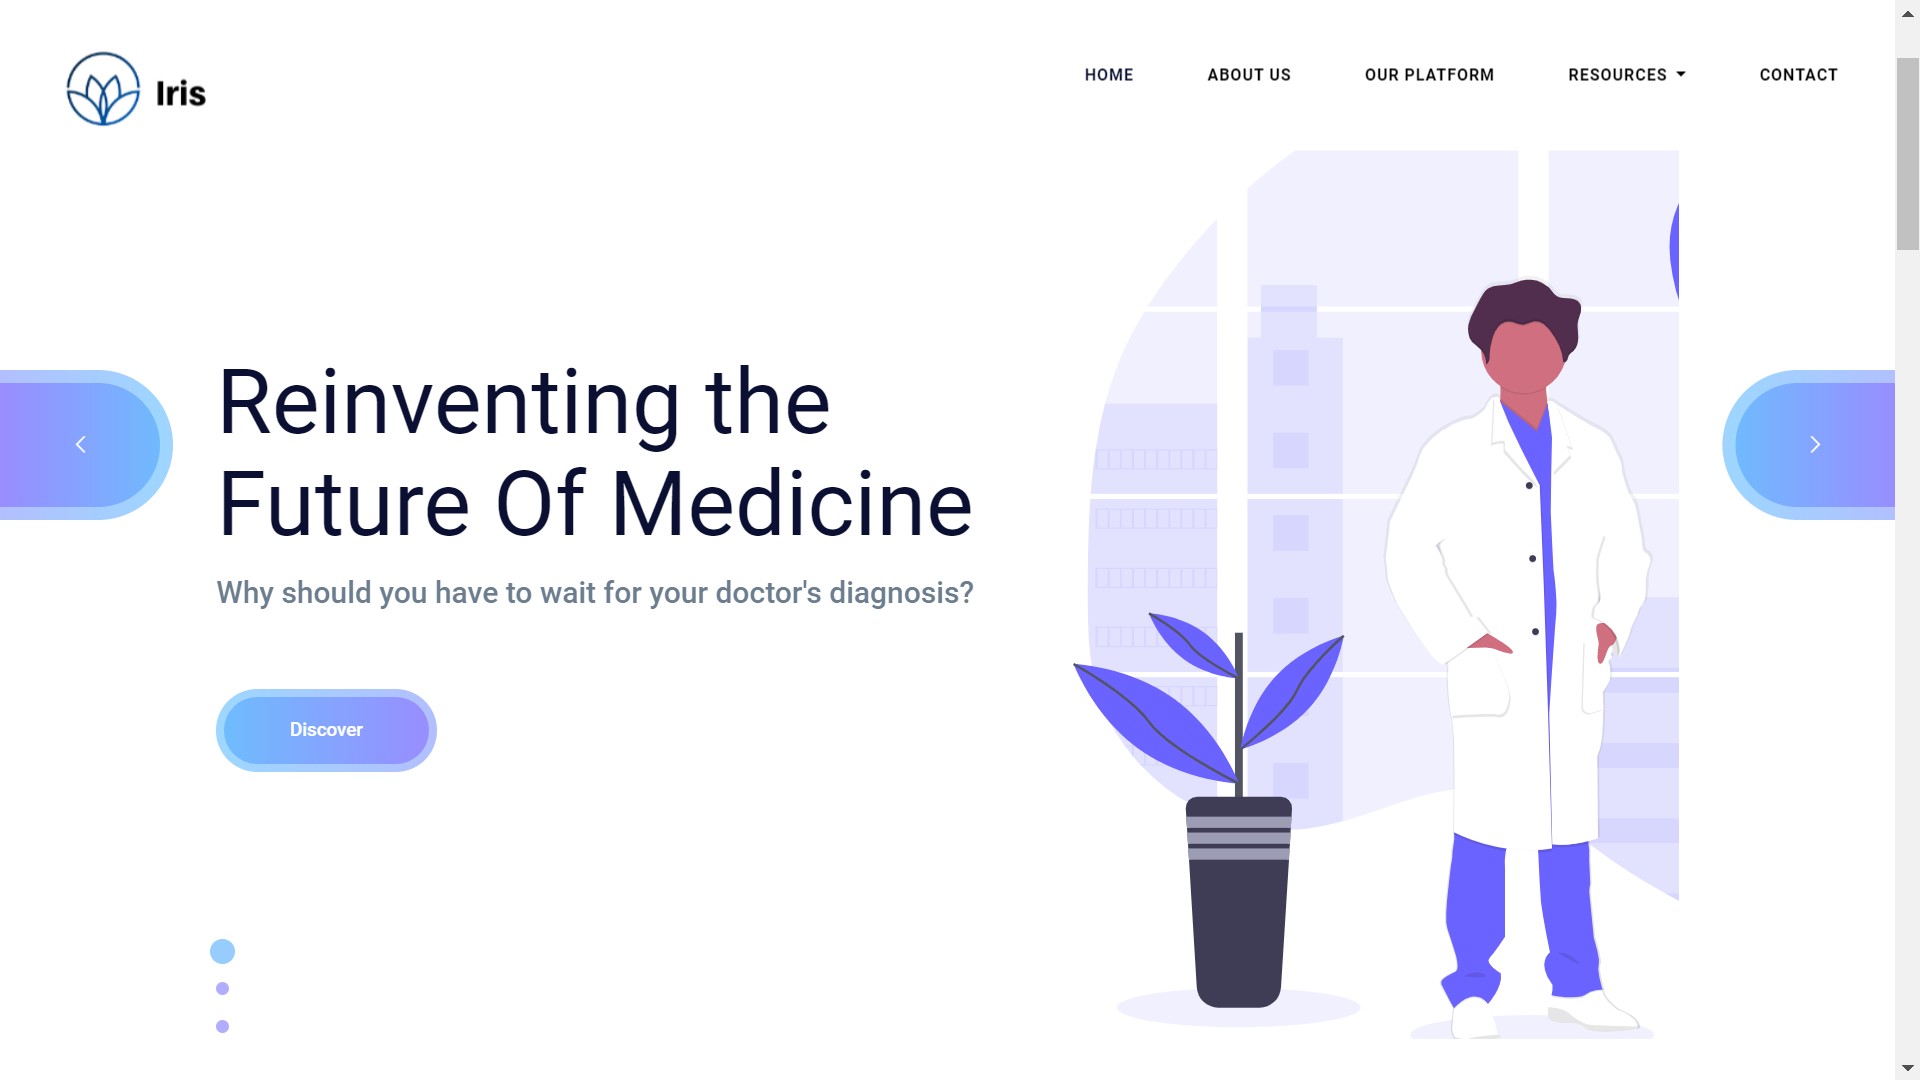 Iris
HOME ABOUT US OUR PLATFORM RESOURCES CONTACT
Reinventing the
Future Of Medicine
Why should you have to wait for your doctor's diagnosis?
Discover